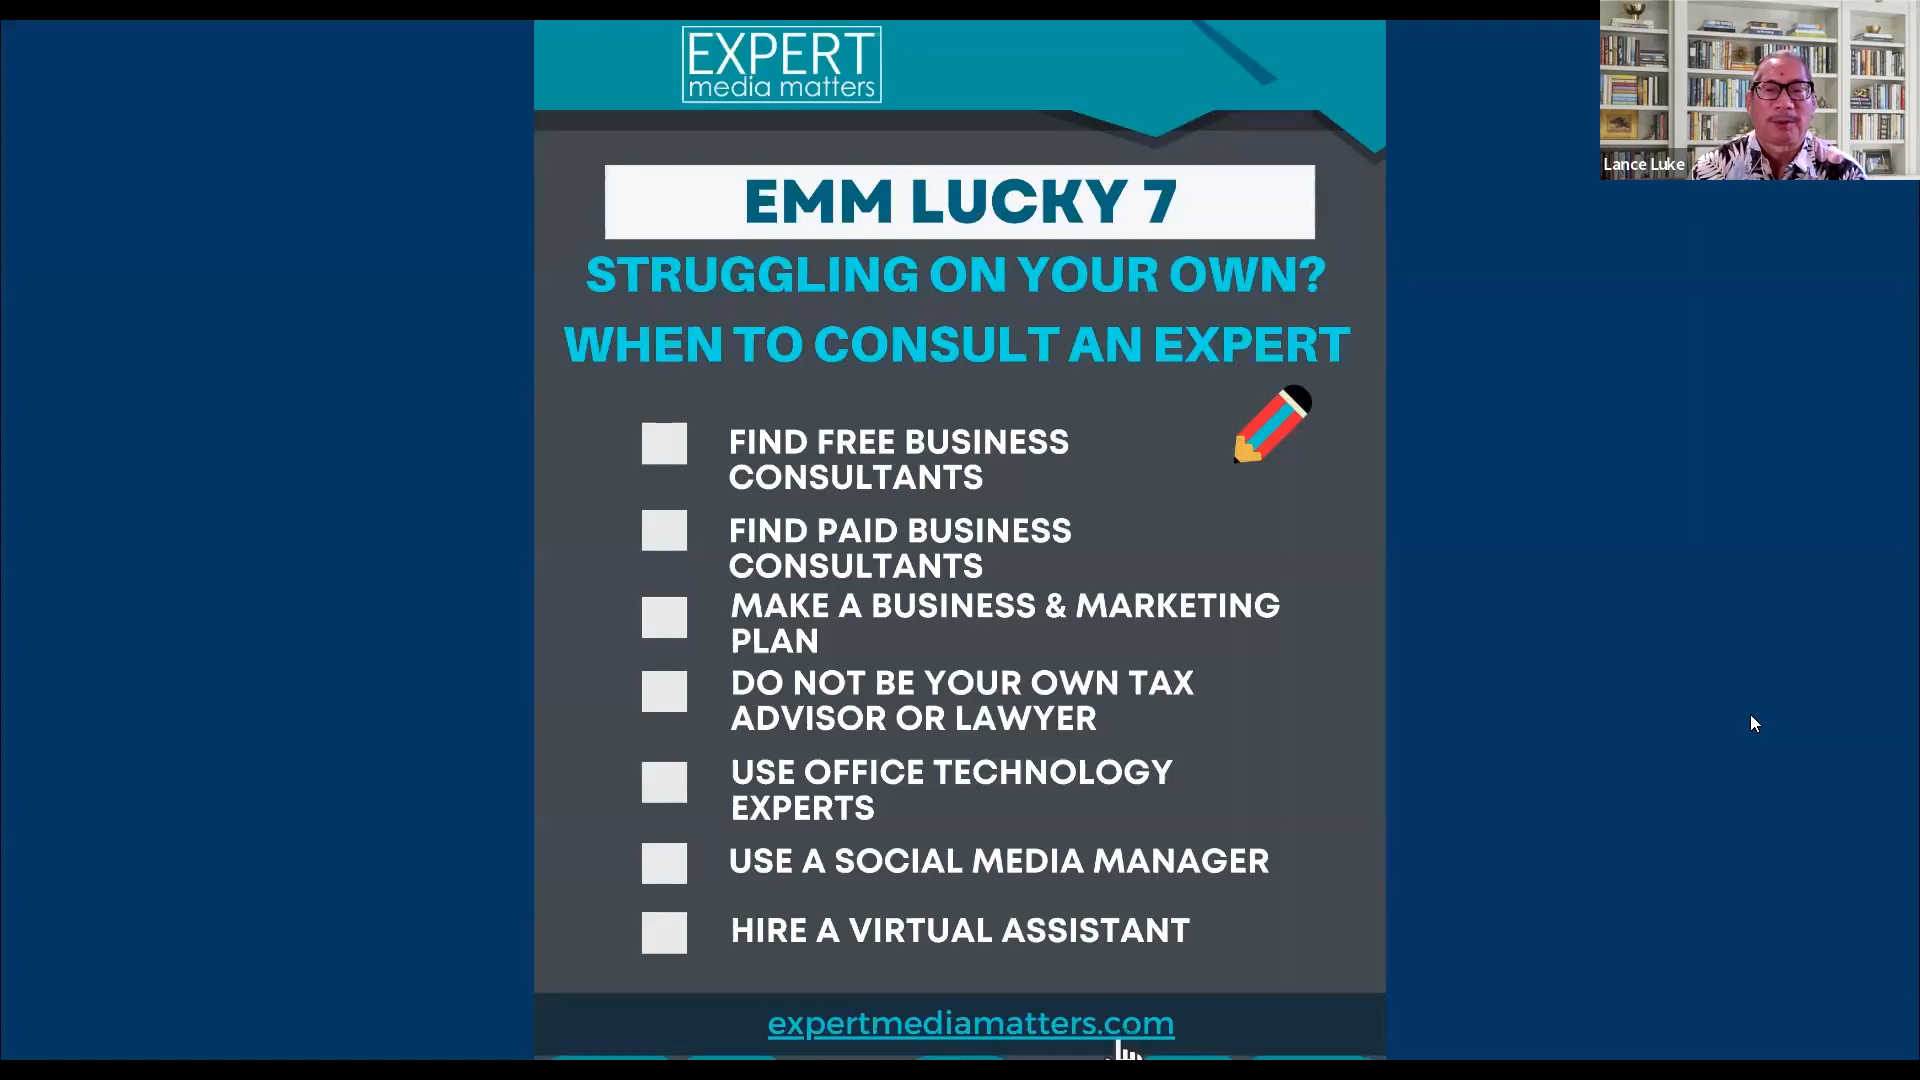 EXPERT
media matters
Lance Luke
EMM LUCKY 7
STRUGGLING ON YOUR OWN?
WHEN TO CONSULT AN EXPERT
FIND FREE BUSINESS
CONSULTANTS
FIND PAID BUSINESS
CONSULTANTS
MAKE A BUSINESS & MARKETING
PLAN
DO NOT BE YOUR OWN TAX
ADVISOR OR LAWYER
USE OFFICE TECHNOLOGY
EXPERTS
USE A SOCIAL MEDIA MANAGER
HIRE A VIRTUAL ASSISTANT
expertmediamatters.com